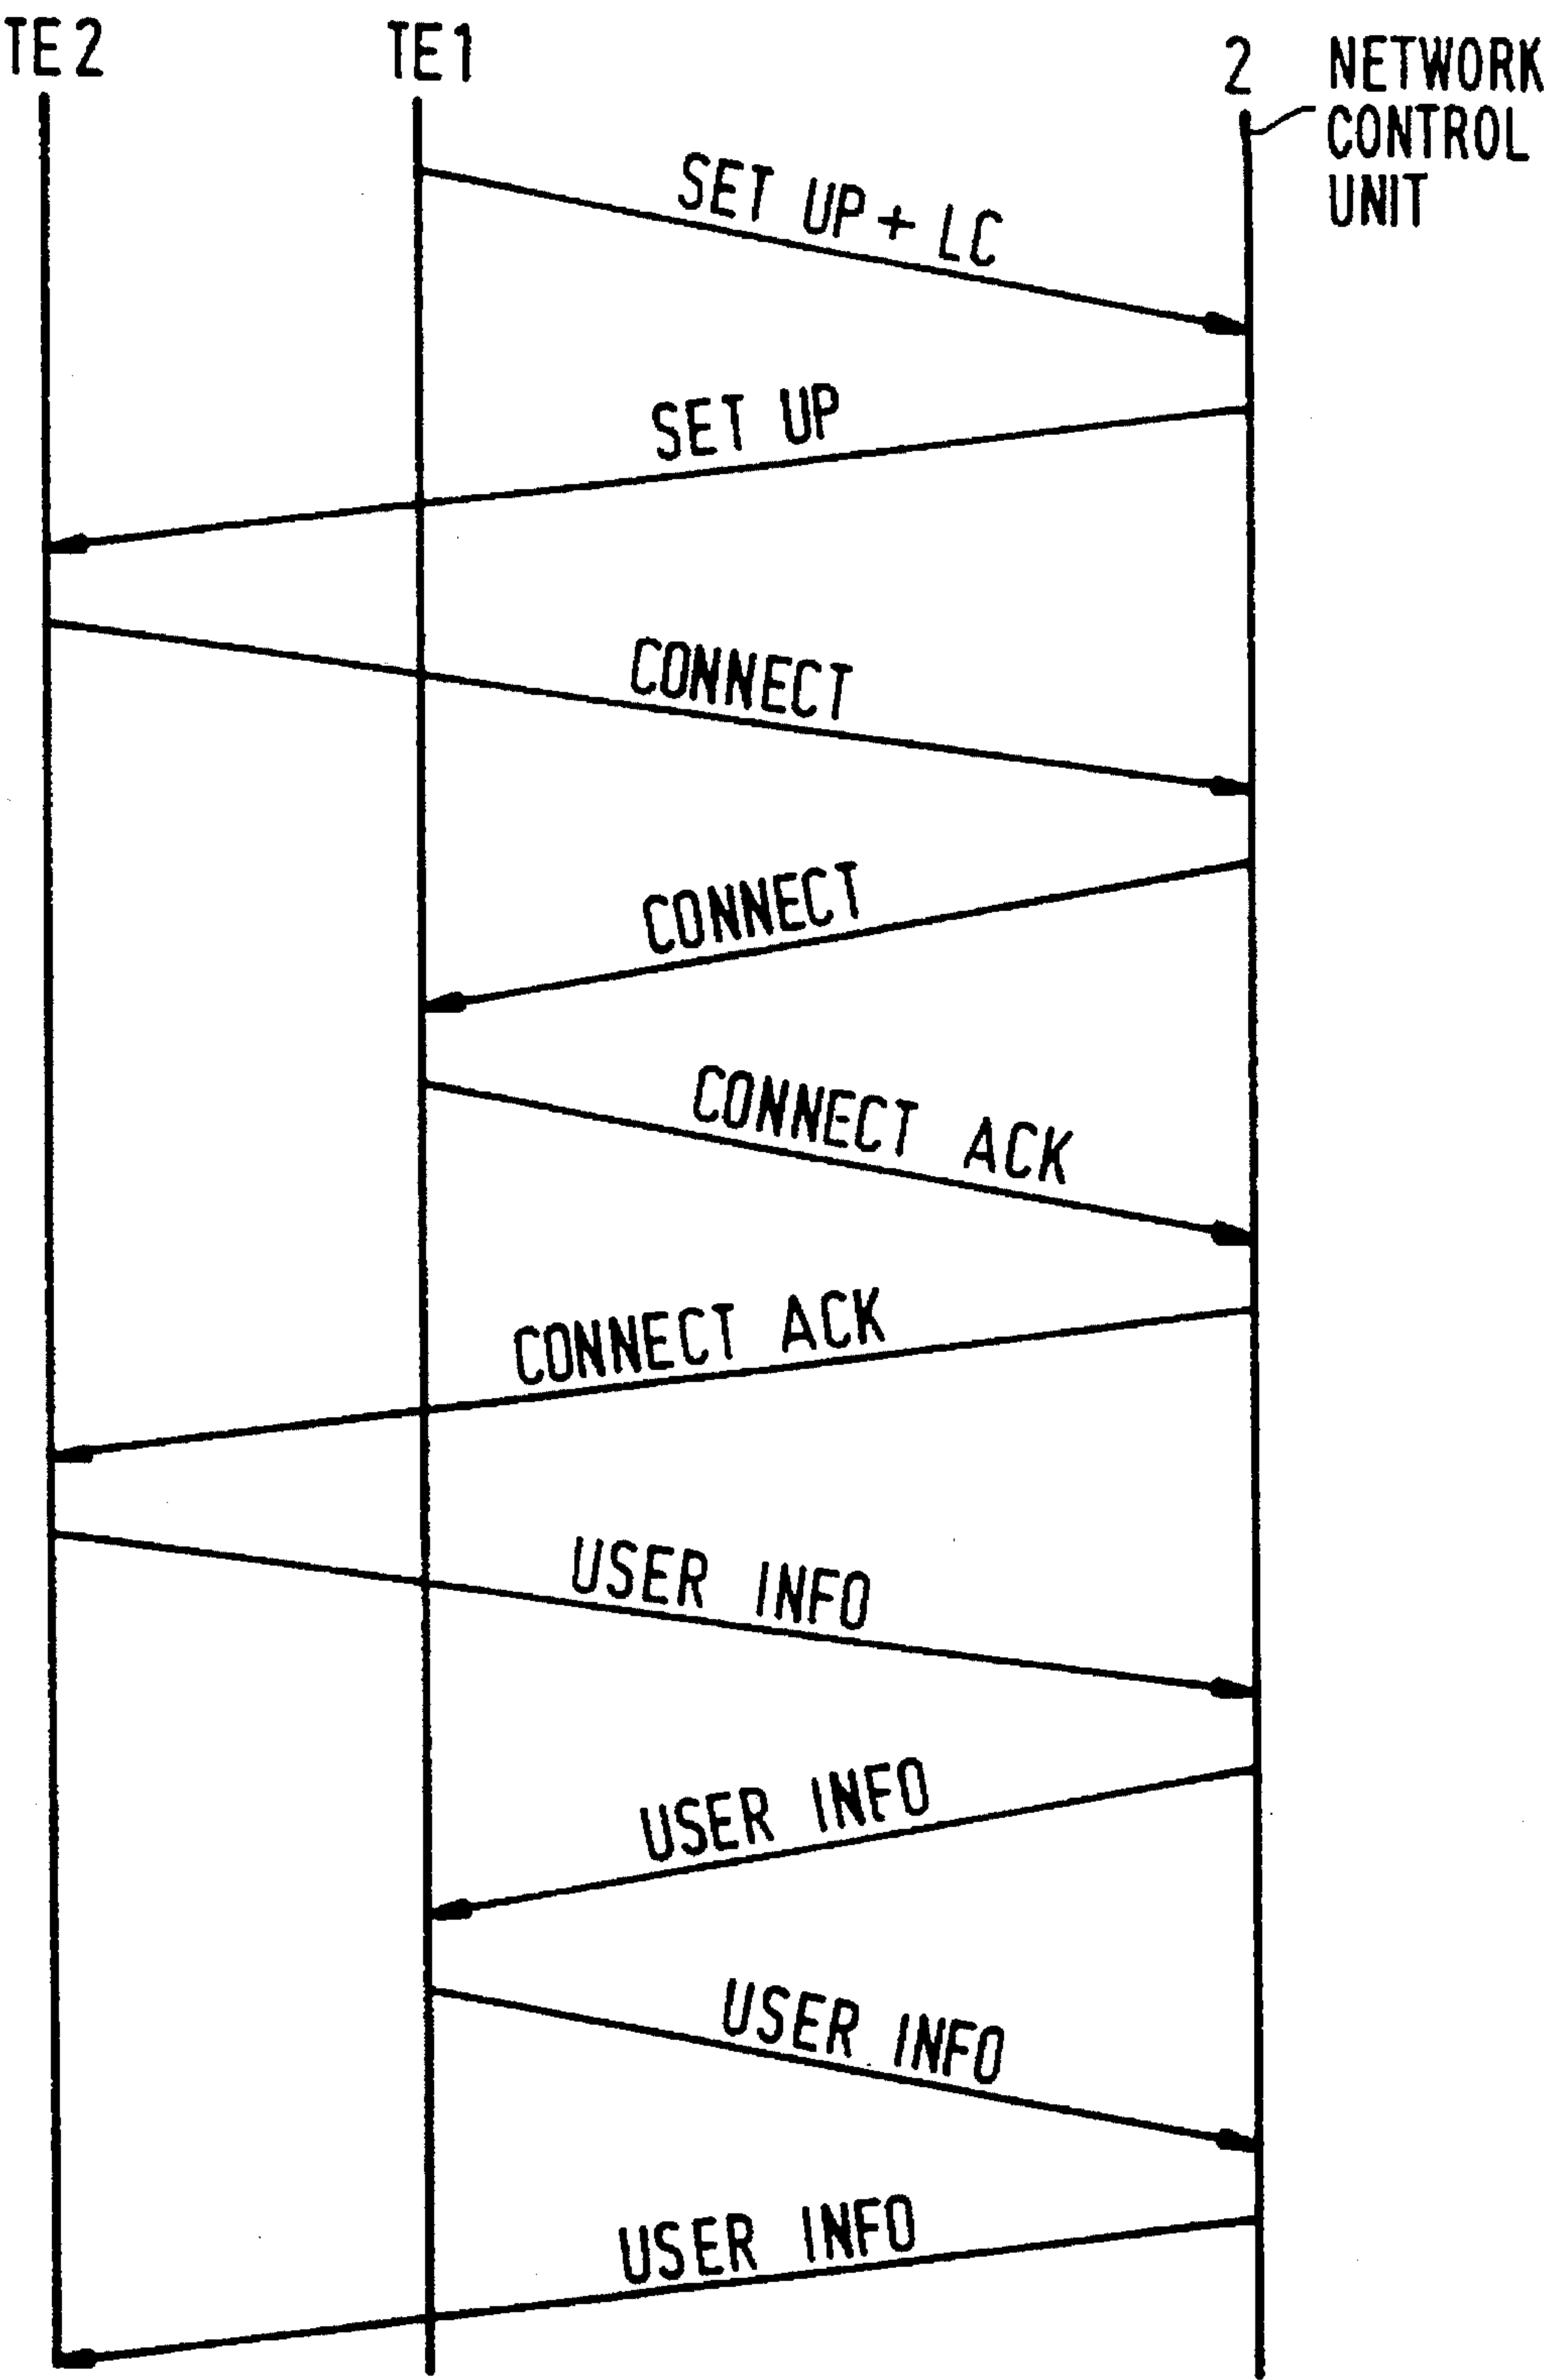 TE2
TE1
2
NETWORK
CONTROL
UNIT
SET UP + LC
SET UP
CONNECT
CONNECT
CONNECT ACK
CONNECT ACK
USER INFO
USER INFO
USER INFO
USER INFO